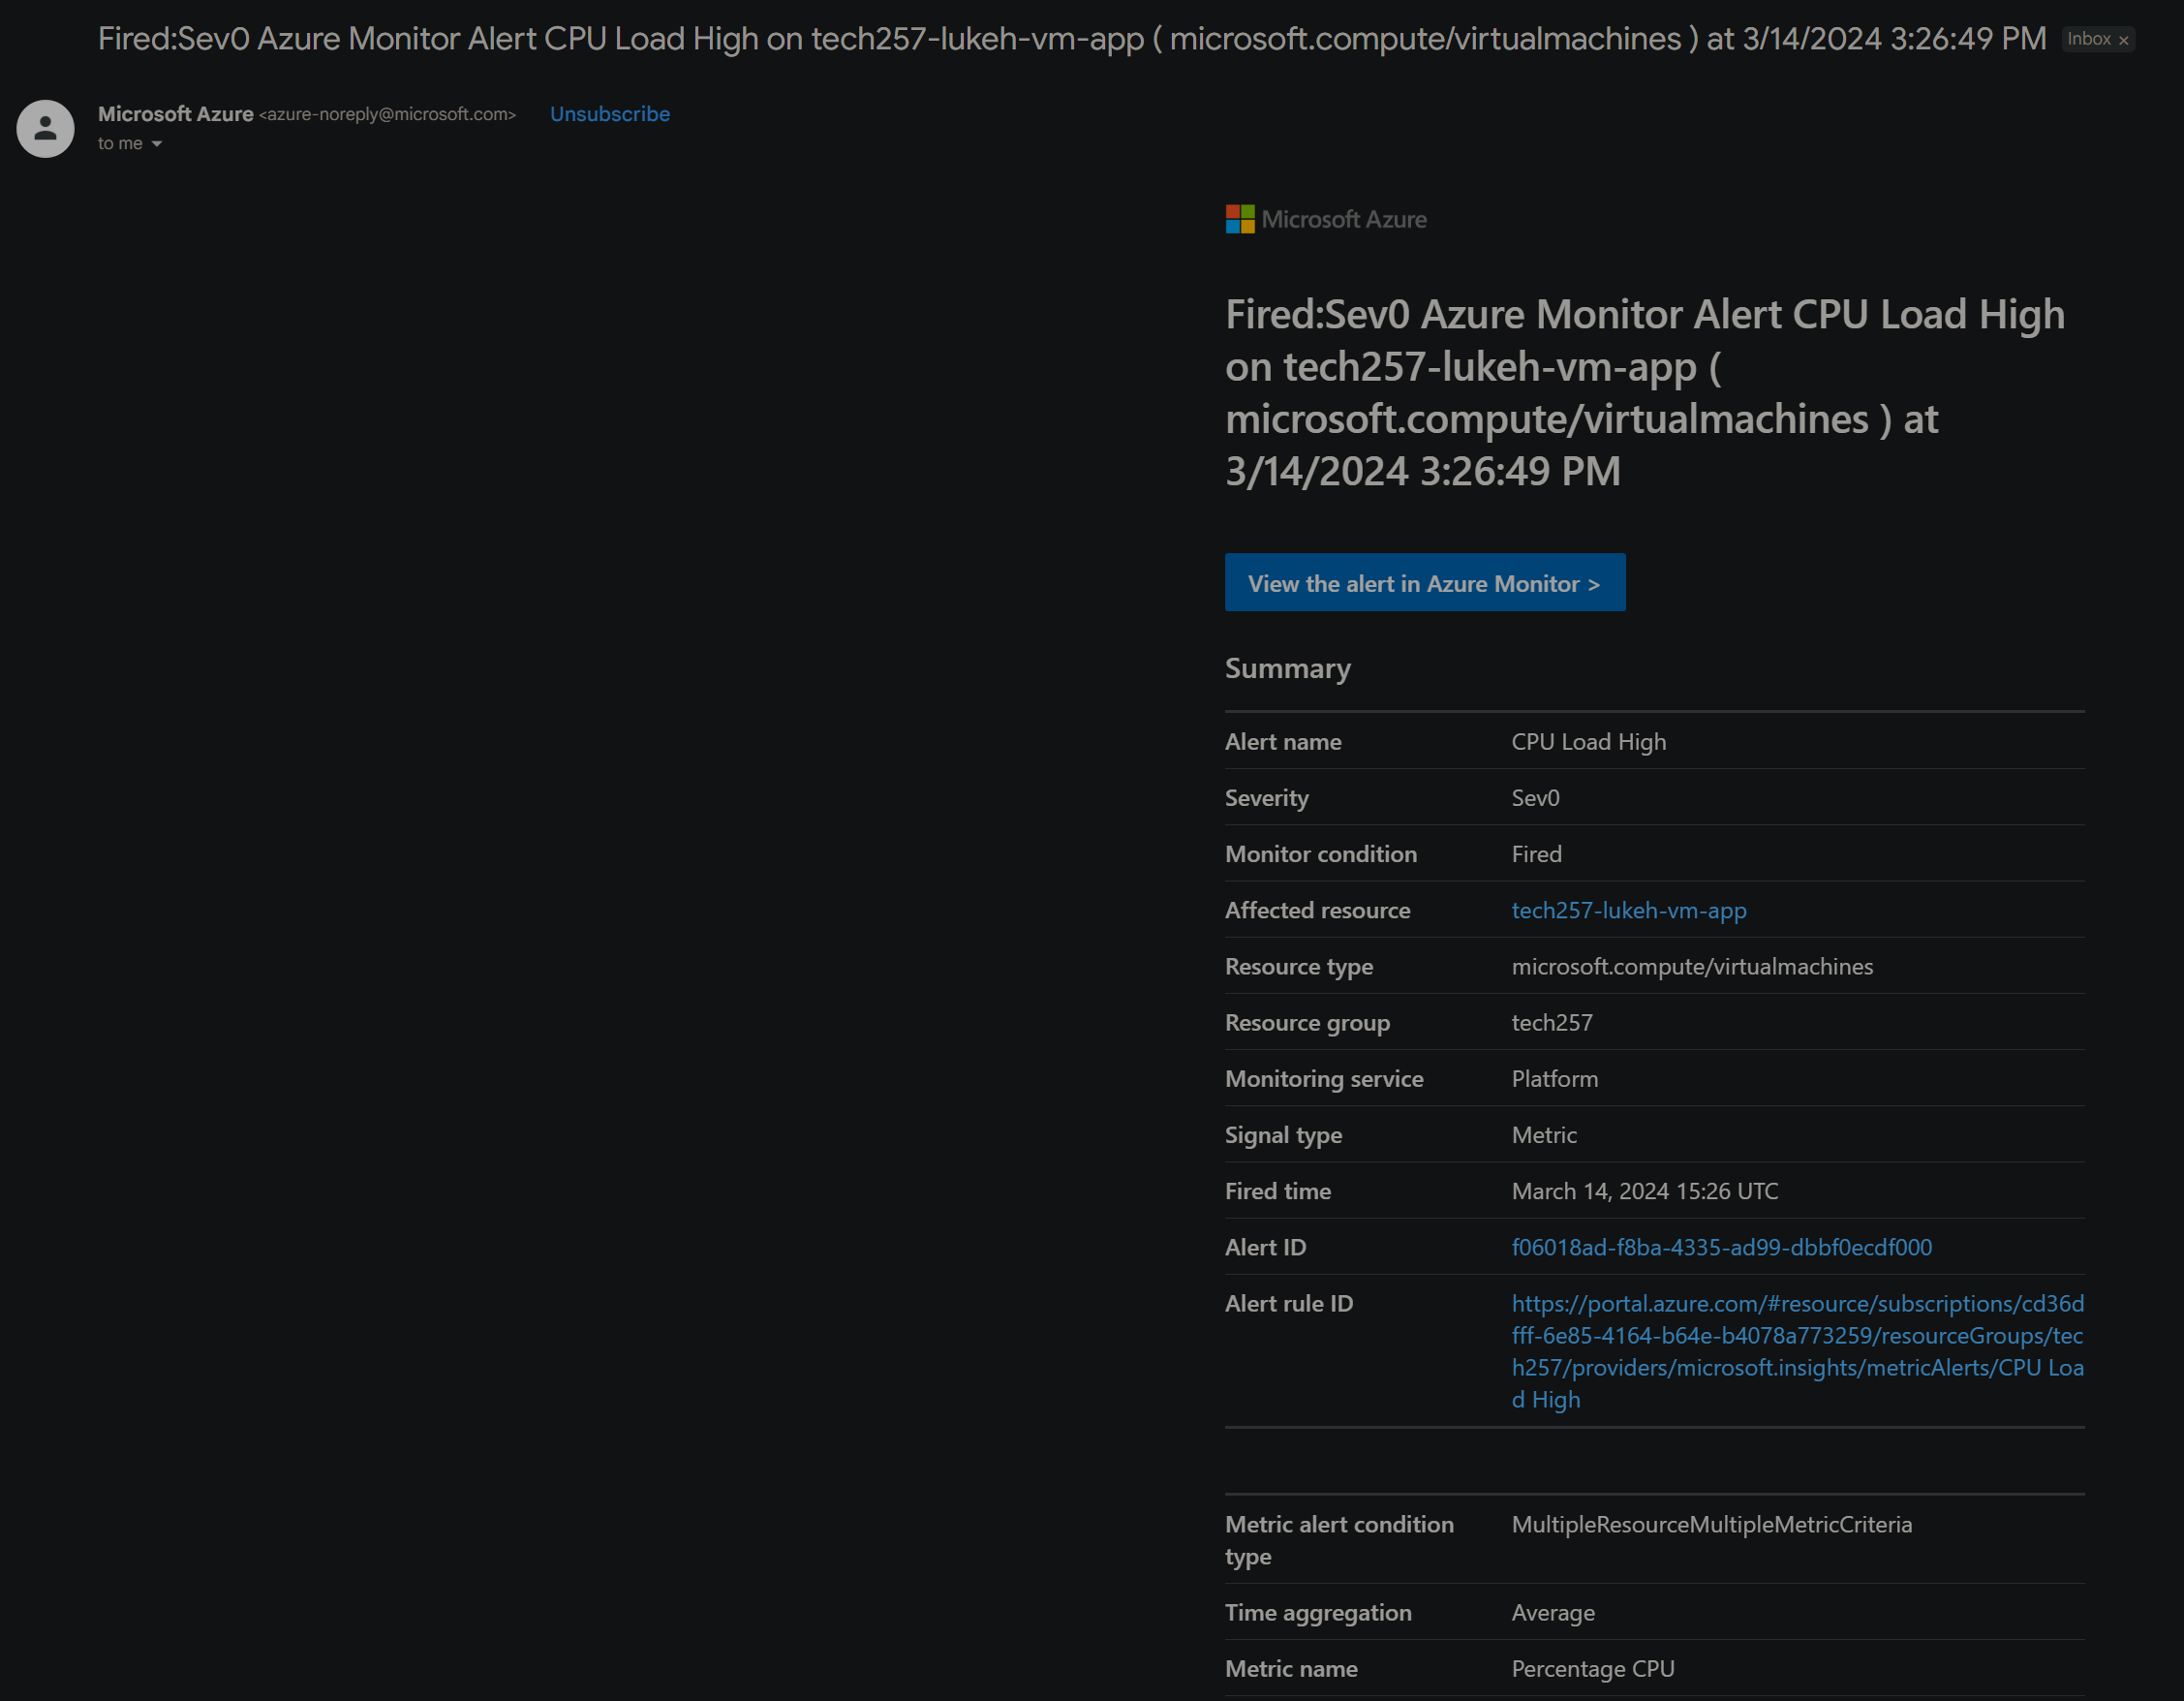 Fired:Sev0 Azure Monitor Alert CPU Load High on tech257-lukeh-vm-app ( microsoft.compute/virtualmachines ) at 3/14/2024 3:26:49 PM Inbox ×
Microsoft Azure <azure-noreply@microsoft.com> Unsubscribe
to me
Microsoft Azure
Fired:Sev0 Azure Monitor Alert CPU Load High
on tech257-lukeh-vm-app (
microsoft.compute/virtualmachines ) at
3/14/2024 3:26:49 PM
View the alert in Azure Monitor >
Summary
Alert name CPU Load High
Severity Sev0
Monitor condition Fired
Affected resource tech257-lukeh-vm-app
Resource type microsoft.compute/virtualmachines
Resource group tech257
Monitoring service Platform
Signal type Metric
Fired time March 14, 2024 15:26 UTC
Alert ID f06018ad-f8ba-4335-ad99-dbbf0ecdf000
Alert rule ID https://portal.azure.com/#resource/subscriptions/cd36d
fff-6e85-4164-b64e-b4078a773259/resourceGroups/tec
h257/providers/microsoft.insights/metricAlerts/CPU Loa
d High
Metric alert condition MultipleResourceMultipleMetricCriteria
type
Time aggregation Average
Metric name Percentage CPU